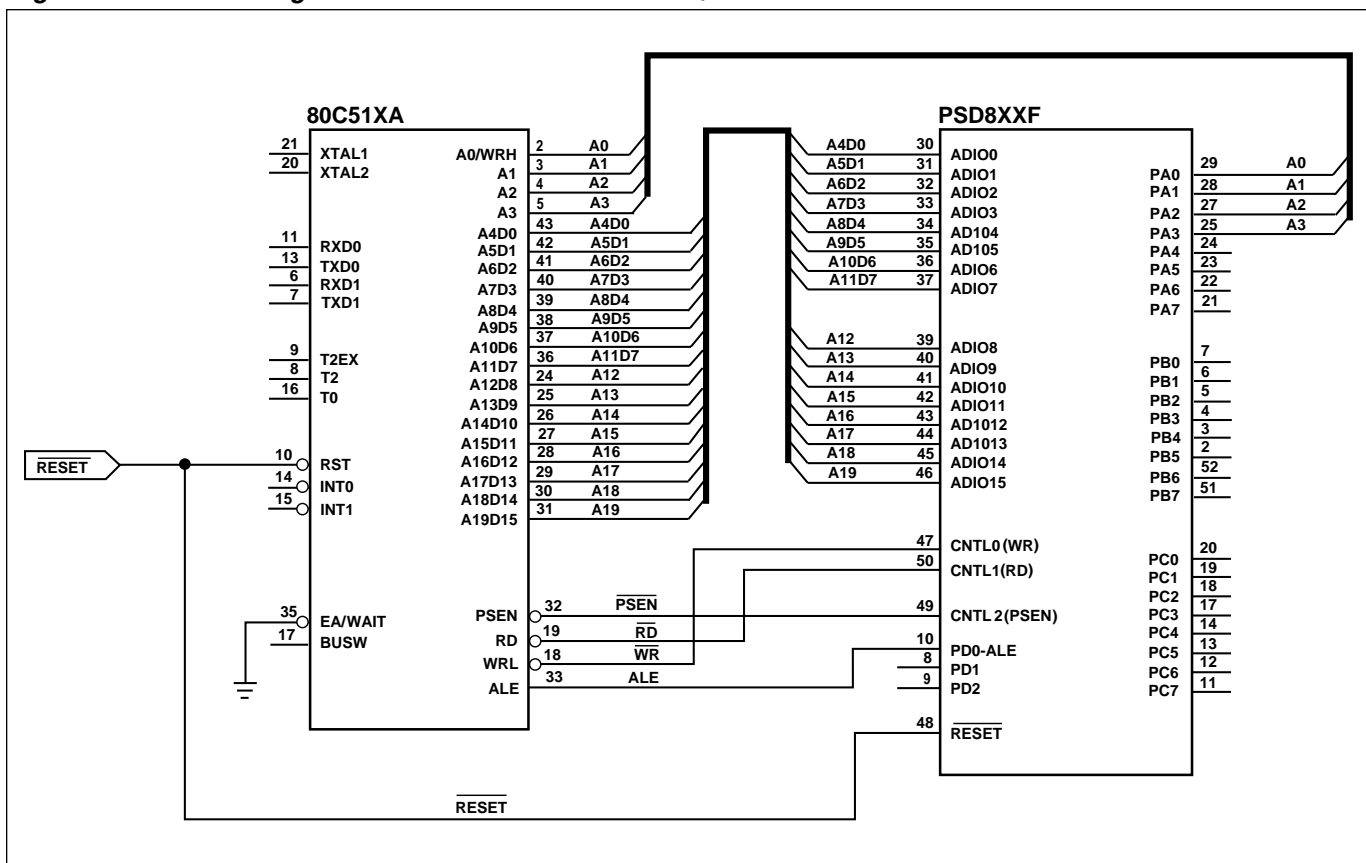 80C51XA
21 XTAL1
20 XTAL2
11 RXD0
13 TXD0
6 RXD1
7 TXD1
9 T2EX
8 T2
16 T0
RESET
10 RST
14 INT0
15 INT1
35 EA/WAIT
17 BUSW
A0/WRH 2 A0
A1 3 A1
A2 4 A2
A3 5 A3
A4D0 43 A4D0
A5D1 42 A5D1
A6D2 41 A6D2
A7D3 40 A7D3
A8D4 39 A8D4
A9D5 38 A9D5
A10D6 37 A10D6
A11D7 36 A11D7
A12D8 24 A12
A13D9 25 A13
A14D10 26 A14
A15D11 27 A15
A16D12 28 A16
A17D13 29 A17
A18D14 30 A18
A19D15 31 A19
PSEN 32 PSEN
RD 19 RD
WRL 18 WR
ALE 33 ALE
RESET
PSD8XXF
A4D0 30 ADIO0
A5D1 31 ADIO1
A6D2 32 ADIO2
A7D3 33 ADIO3
A8D4 34 AD104
A9D5 35 AD105
A10D6 36 ADIO6
A11D7 37 ADIO7
A12 39 ADIO8
A13 40 ADIO9
A14 41 ADIO10
A15 42 ADIO11
A16 43 AD1012
A17 44 AD1013
A18 45 ADIO14
A19 46 ADIO15
47 CNTL0 (WR)
50 CNTL1(RD)
49 CNTL 2 (PSEN)
10 PD0-ALE
8 PD1
9 PD2
48 RESET
PA0 29 A0
PA1 28 A1
PA2 27 A2
PA3 25 A3
PA4 24
PA5 23
PA6 22
PA7 21
PB0 7
PB1 6
PB2 5
PB3 4
PB4 3
PB5 2
PB6 52
PB7 51
PC0 20
PC1 19
PC2 18
PC3 17
PC4 14
PC5 13
PC6 12
PC7 11